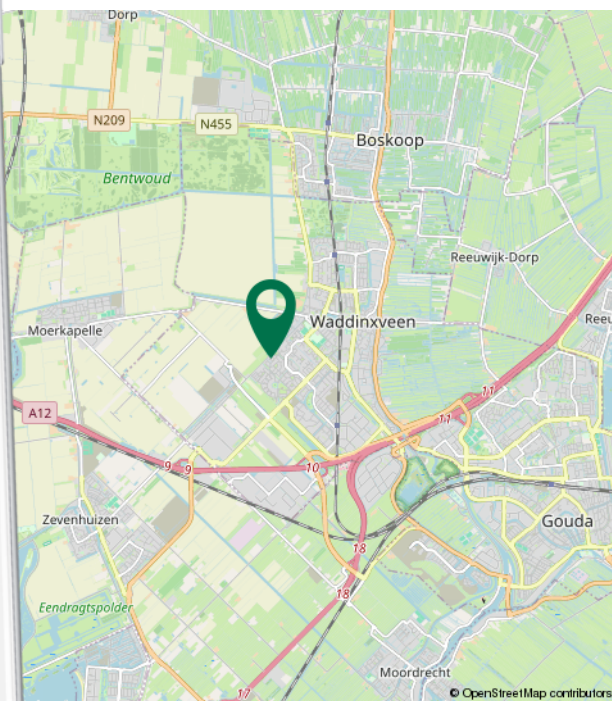 Dorp
N209
N455
Boskoop
Bentwoud
Reeuwijk-Dorp
Waddinxveen
Reeu
Moerkapelle
11
A12
11
9
9
10
Zevenhuizen
Gouda
18
18
Eendragtspolder
Moordrecht
17
© OpenStreetMap contributors